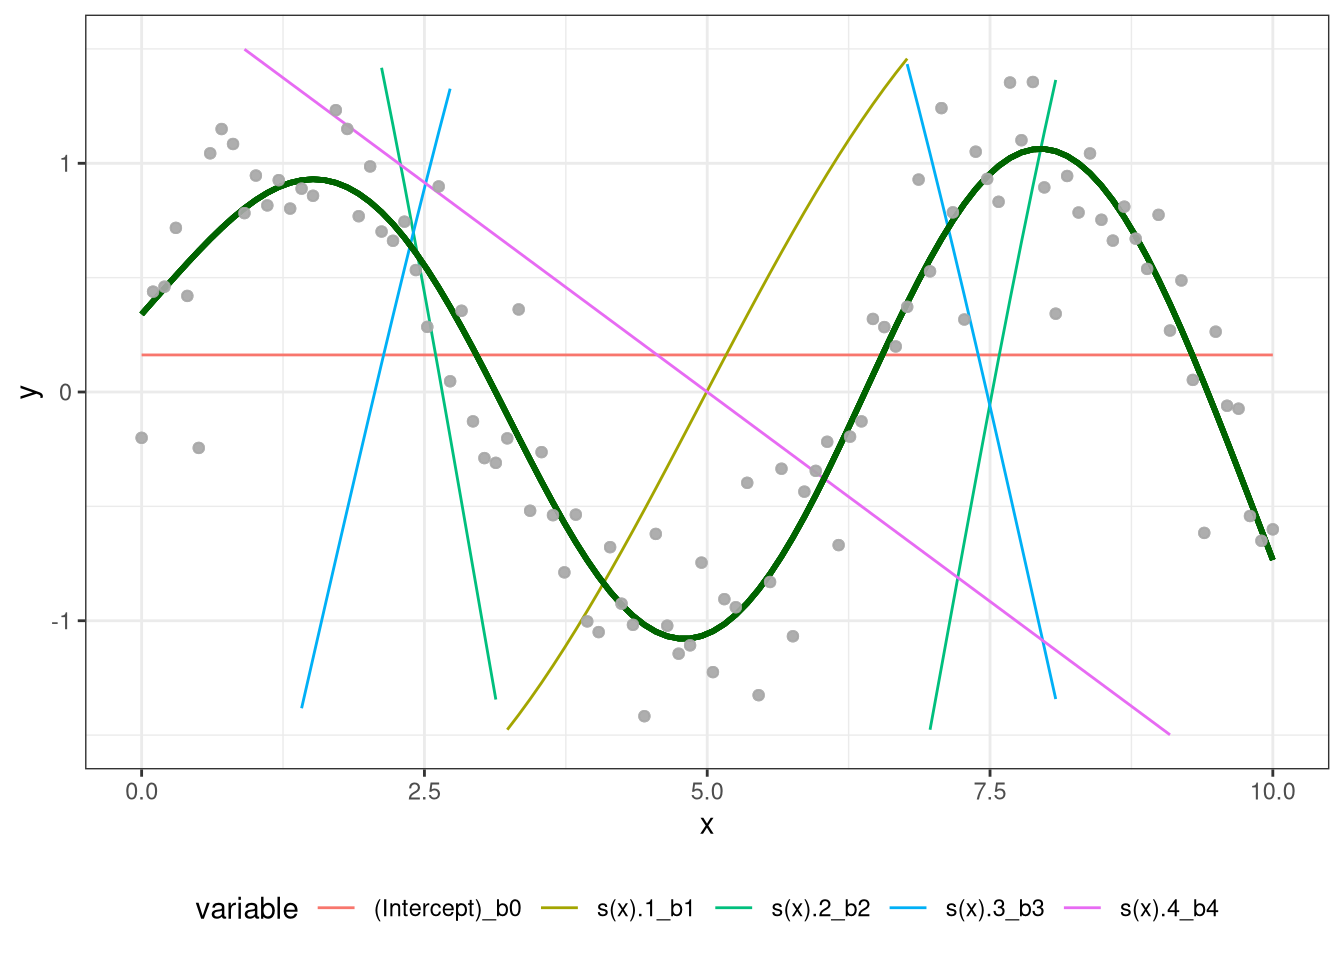 y
1
0
-1
0.0 2.5 5.0 7.5 10.0
x
variable (Intercept)_b0 s(x).1_b1 s(x).2_b2 s(x).3_b3 s(x).4_b4